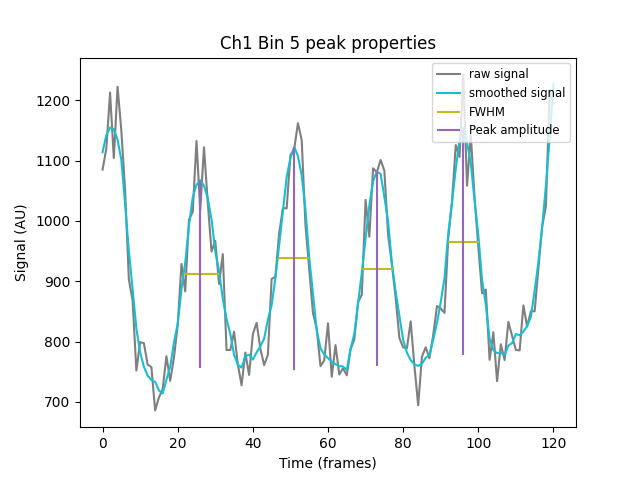 Ch1 Bin 5 peak properties
raw signal
smoothed signal
FWHM
Peak amplitude
Signal (AU)
1200
1100
1000
900
800
700
0 20 40 60 80 100 120
Time (frames)